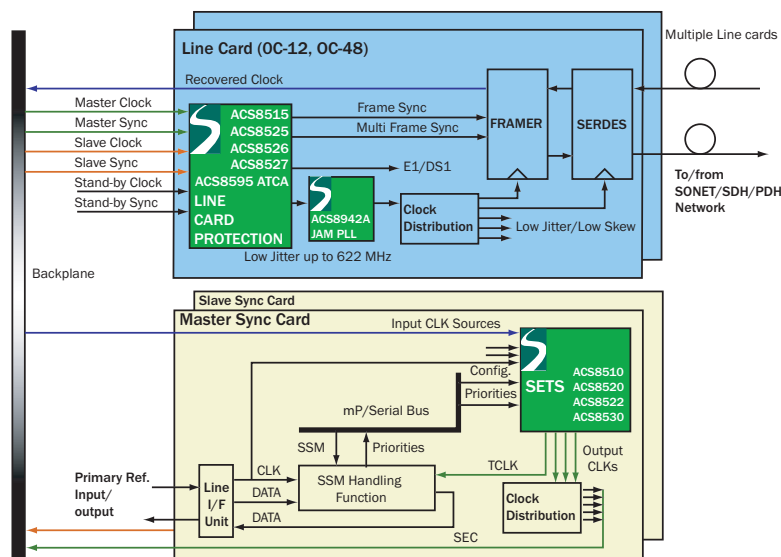 Multiple Line cards
Line Card (OC-12, OC-48)
Recovered Clock
Master Clock
Master Sync
Slave Clock
Slave Sync
Stand-by Clock
Stand-by Sync
ACS8515
ACS8525
ACS8526
ACS8527
ACS8595 ATCA
LINE
CARD
PROTECTION
Frame Sync
Multi Frame Sync
E1/DS1
FRAMER
SERDES
ACS8942A
JAM PLL
Clock
Distribution
Low Jitter/Low Skew
Low Jitter up to 622 MHz
To/from
SONET/SDH/PDH
Network
Backplane
Slave Sync Card
Master Sync Card
Input CLK Sources
Config.
Priorities
SETS
ACS8510
ACS8520
ACS8522
ACS8530
mP/Serial Bus
SSM
Priorities
TCLK
Output
CLKs
Primary Ref.
Input/
output
Line
I/F
Unit
CLK
DATA
DATA
SSM Handling
Function
Clock
Distribution
SEC